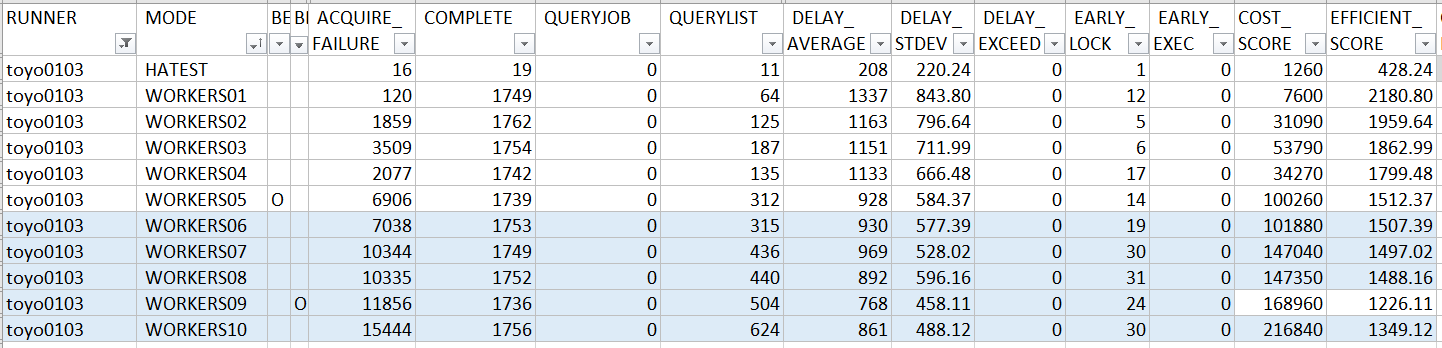 RUNNER MODE BE BE ACQUIRE_ COMPLETE QUERYJOB QUERYLIST DELAY_ DELAY_ DELAY_ EARLY_ EARLY_ COST_ EFFICIENT_
FAILURE AVERAGE STDEV EXCEED LOCK EXEC SCORE SCORE
toyo0103 HATEST 16 19 0 11 208 220.24 0 1 0 1260 428.24
toyo0103 WORKERS01 120 1749 0 64 1337 843.80 0 12 0 7600 2180.80
toyo0103 WORKERS02 1859 1762 0 125 1163 796.64 0 5 0 31090 1959.64
toyo0103 WORKERS03 3509 1754 0 187 1151 711.99 0 6 0 53790 1862.99
toyo0103 WORKERS04 2077 1742 0 135 1133 666.48 0 17 0 34270 1799.48
toyo0103 WORKERS05 O 6906 1739 0 312 928 584.37 0 14 0 100260 1512.37
toyo0103 WORKERS06 7038 1753 0 315 930 577.39 0 19 0 101880 1507.39
toyo0103 WORKERS07 10344 1749 0 436 969 528.02 0 30 0 147040 1497.02
toyo0103 WORKERS08 10335 1752 0 440 892 596.16 0 31 0 147350 1488.16
toyo0103 WORKERS09 O 11856 1736 0 504 768 458.11 0 24 0 168960 1226.11
toyo0103 WORKERS10 15444 1756 0 624 861 488.12 0 30 0 216840 1349.12